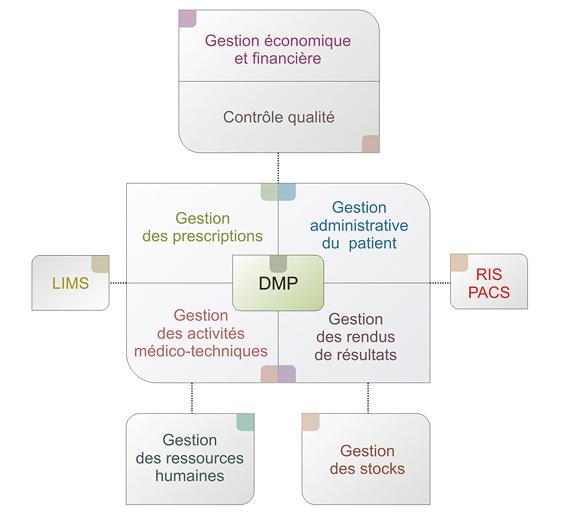 Gestion économique
et financière
Contrôle qualité
Gestion
des prescriptions
Gestion
administrative
du patient
LIMS
DMP
RIS
PACS
Gestion
des activités
médico-techniques
Gestion
des rendus
de résultats
Gestion
des ressources
humaines
Gestion
des stocks